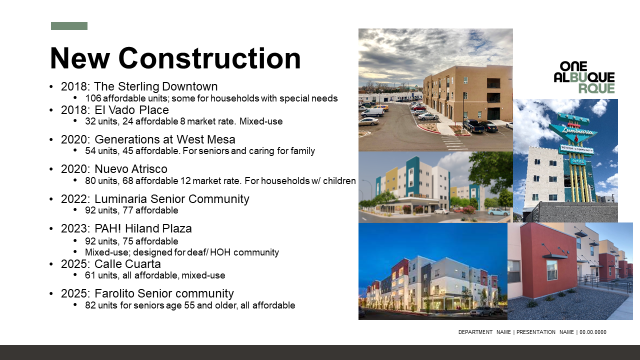 New Construction
• 2018: The Sterling Downtown
• 106 affordable units; some for households with special needs
• 2018: El Vado Place
• 32 units, 24 affordable 8 market rate. Mixed-use
• 2020: Generations at West Mesa
• 54 units, 45 affordable. For seniors and caring for family
• 2020: Nuevo Atrisco
• 80 units, 68 affordable 12 market rate. For households w/ children
• 2022: Luminaria Senior Community
• 92 units, 77 affordable
• 2023: PAH! Hiland Plaza
• 92 units, 75 affordable
• Mixed-use; designed for deaf/ HOH community
• 2025: Calle Cuarta
• 61 units, all affordable, mixed-use
• 2025: Farolito Senior community
• 82 units for seniors age 55 and older, all affordable
ONE
ALBUQUE
RQUE
Luminaria
DEPARTMENT NAME | PRESENTATION NAME | 00.00.0000